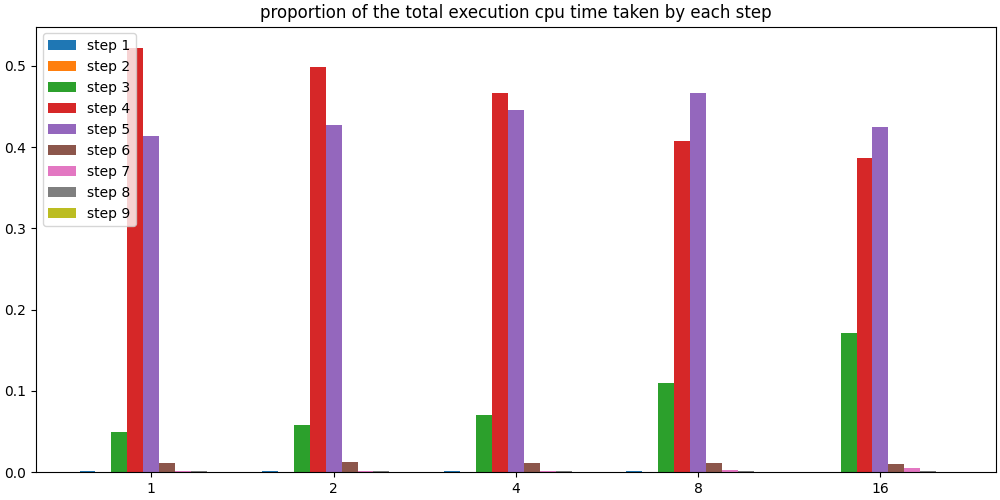 proportion of the total execution cpu time taken by each step
0.5
0.4
0.3
0.2
0.1
0.0
step 1
step 2
step 3
step 4
step 5
step 6
step 7
step 8
step 9
1 2 4 8 16